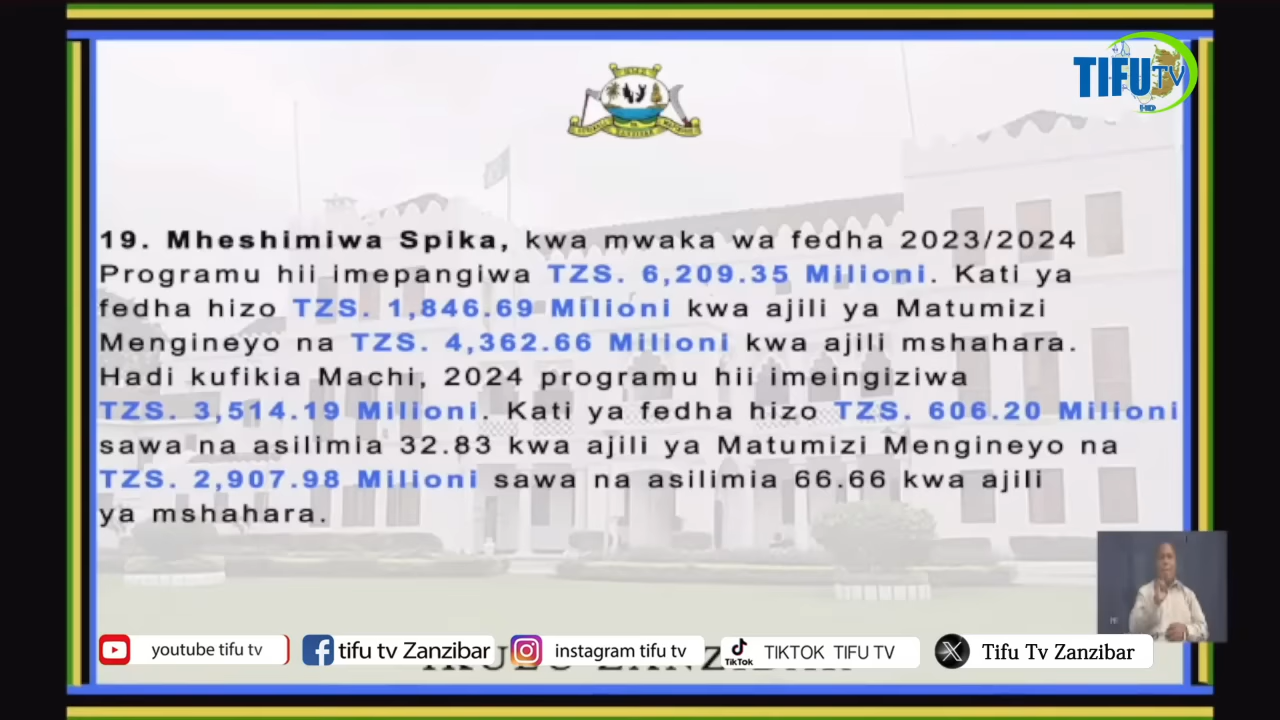 TIFU TV
HD
ZANZIBAR
19. Mheshimiwa Spika, kwa mwaka wa fedha 2023/2024
Programu hii imepangiwa TZS. 6,209.35 Milioni. Kati ya
fedha hizo TZS. 1,846.69 Milioni kwa ajili ya Matumizi
Mengineyo na TZS. 4,362.66 Milioni kwa ajili mshahara.
Hadi kufikia Machi, 2024 programu hii imeingiziwa
TZS. 3,514.19 Milioni. Kati ya fedha hizo TZS. 606.20 Milioni
sawa na asilimia 32.83 kwa ajili ya Matumizi Mengineyo na
TZS. 2,907.98 Milioni sawa na asilimia 66.66 kwa ajili
ya mshahara.
youtube tifu tv
tifu tv Zanzibar
instagram tifu tv
TikTok
TIKTOK TIFU TV
Tifu Tv Zanzibar